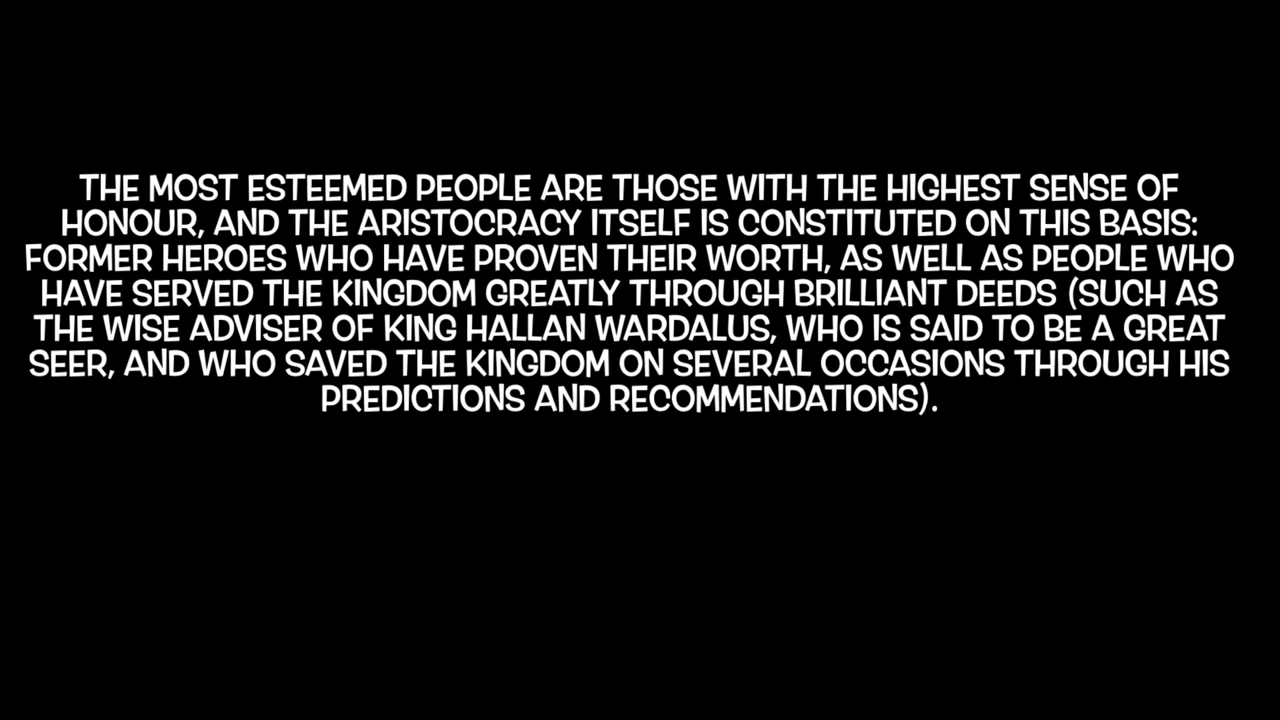 THE MOST ESTEEMED PEOPLE ARE THOSE WITH THE HIGHEST SENSE OF
HONOUR, AND THE ARISTOCRACY ITSELF IS CONSTITUTED ON THIS BASIS:
FORMER HEROES WHO HAVE PROVEN THEIR WORTH, AS WELL AS PEOPLE WHO
HAVE SERVED THE KINGDOM GREATLY THROUGH BRILLIANT DEEDS (SUCH AS
THE WISE ADVISER OF KING HALLAN WARDALUS, WHO IS SAID TO BE A GREAT
SEER, AND WHO SAVED THE KINGDOM ON SEVERAL OCCASIONS THROUGH HIS
PREDICTIONS AND RECOMMENDATIONS).